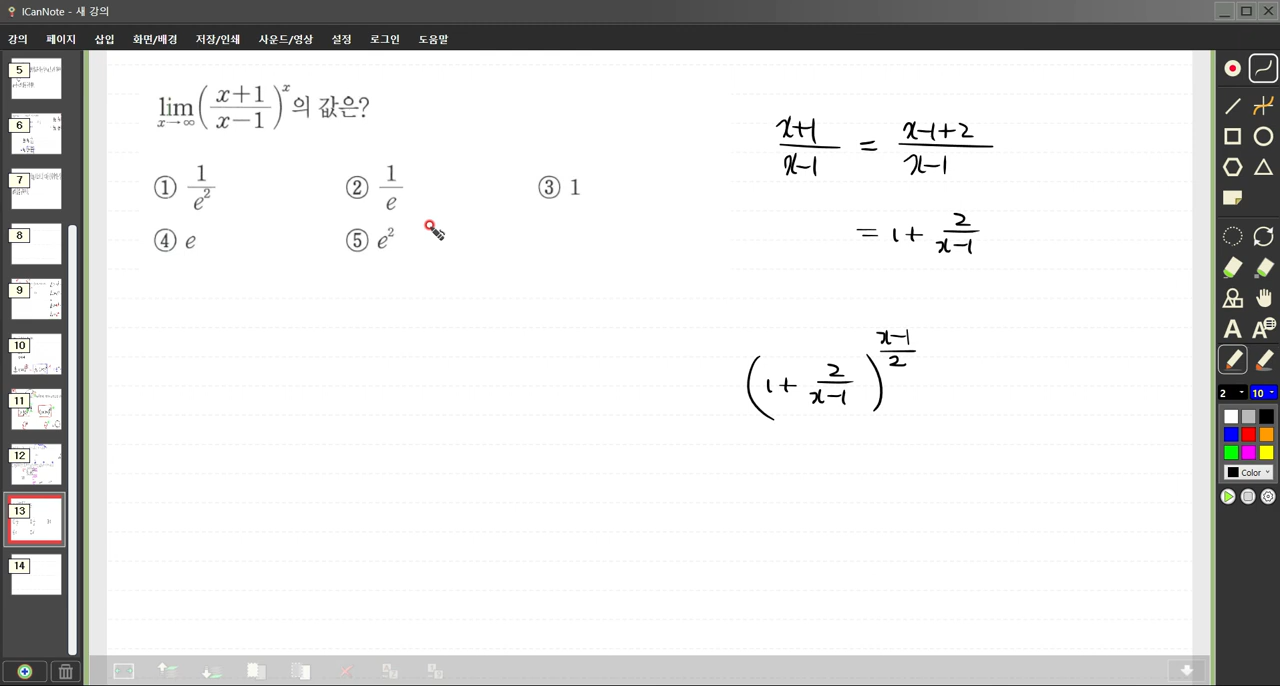 ICanNote - 새 강의
강의 페이지 삽입 화면/배경 저장/인쇄 사운드/영상 설정 로그인 도움말
5
6
7
8
9
10
11
12
13
14
lim x→∞ ( (x+1)/(x−1) )^x 의 값은?
① 1/e² ② 1/e ③ 1
④ e ⑤ e²
(x+1)/(x−1) = (x−1+2)/(x−1)
= 1 + 2/(x−1)
( 1 + 2/(x−1) )^((x−1)/2)
A A
2 10
Color